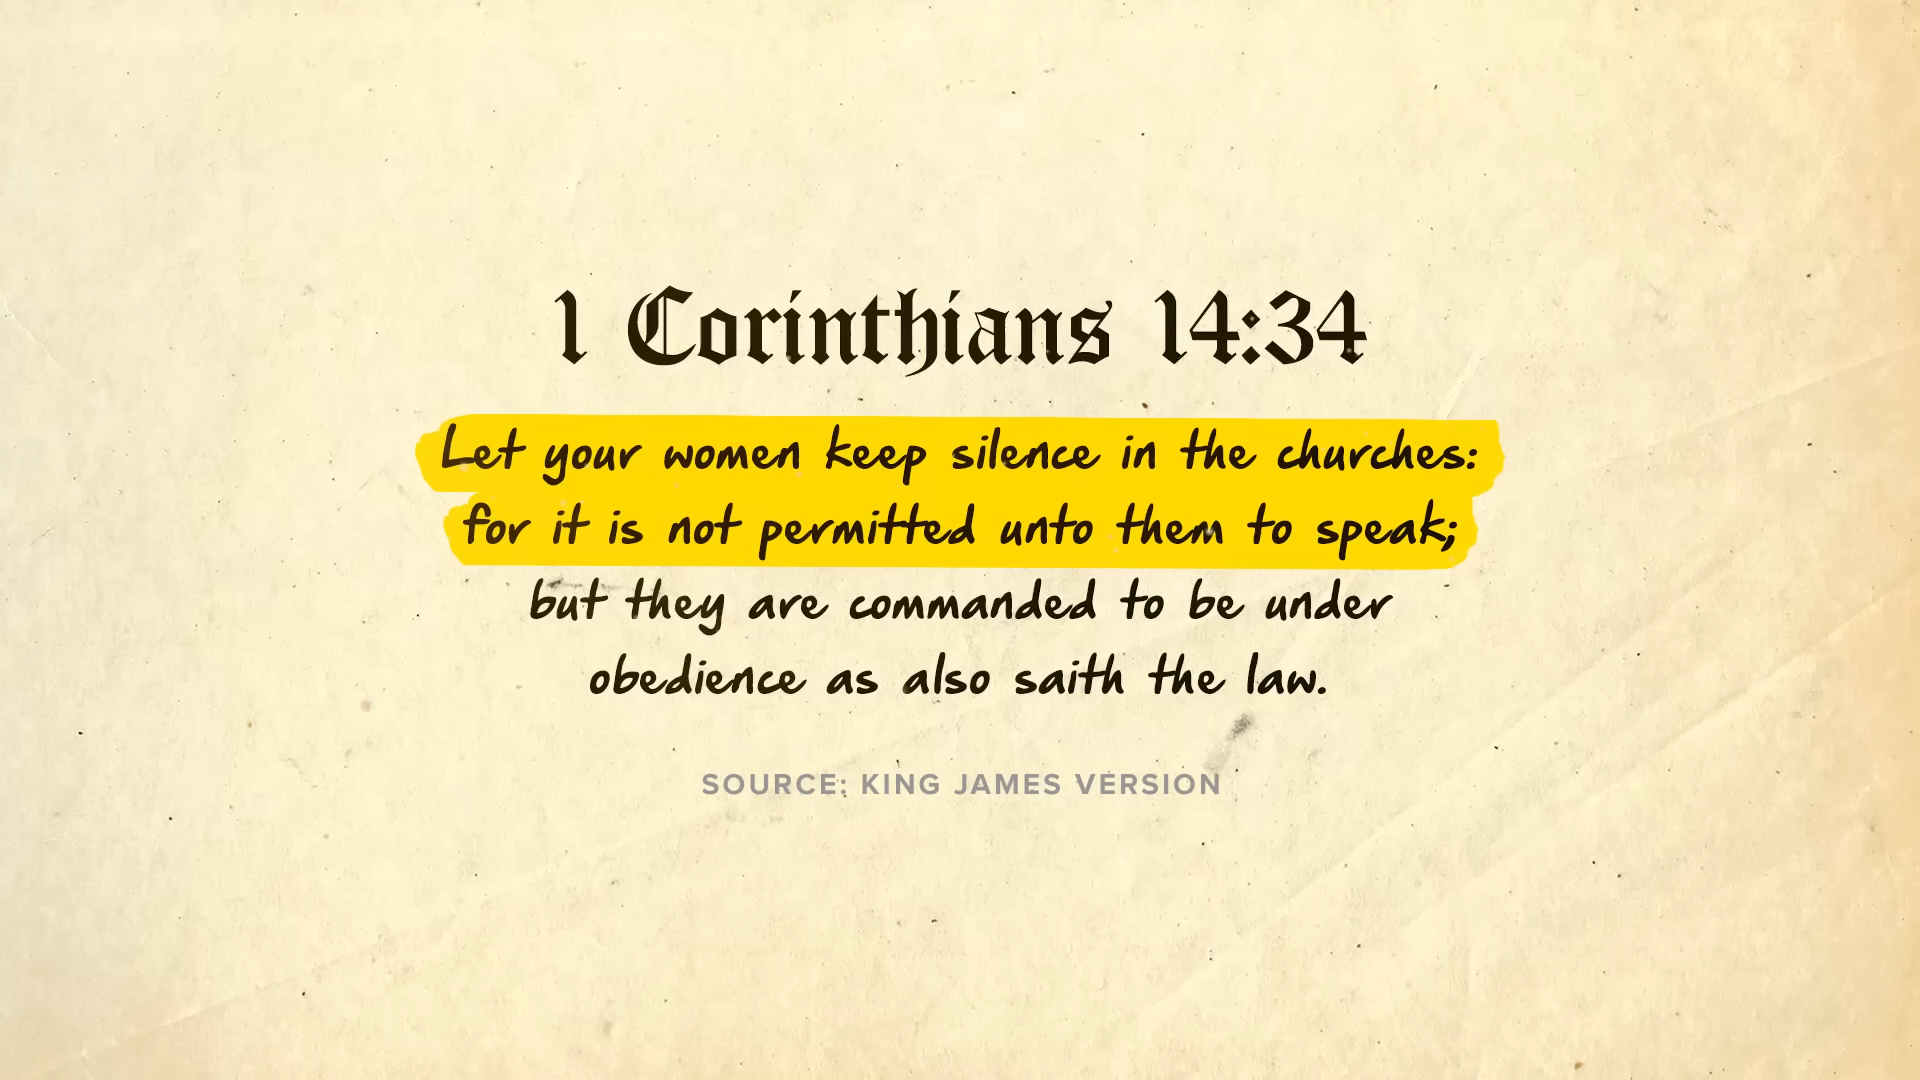 1 Corinthians 14:34
Let your women keep silence in the churches:
for it is not permitted unto them to speak;
but they are commanded to be under
obedience as also saith the law.
SOURCE: KING JAMES VERSION